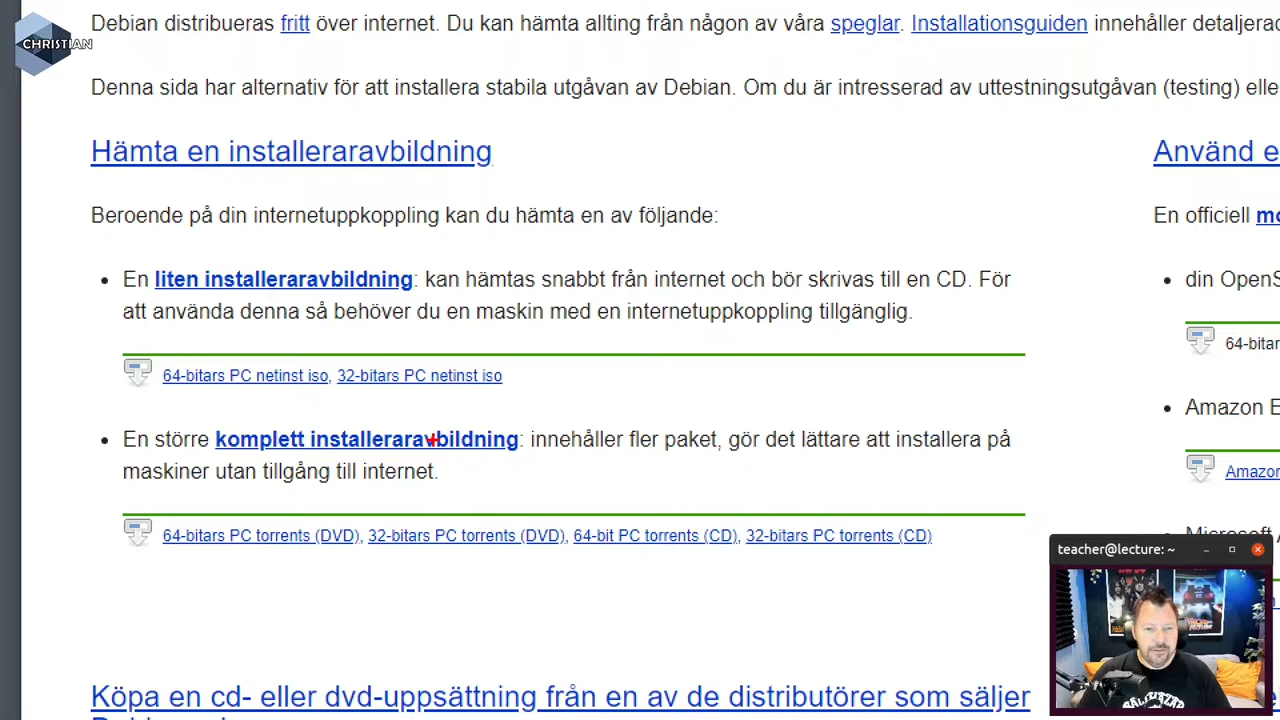 CHRISTIAN
Debian distribueras fritt över internet. Du kan hämta allting från någon av våra speglar. Installationsguiden innehåller detaljerad
Denna sida har alternativ för att installera stabila utgåvan av Debian. Om du är intresserad av uttestningsutgåvan (testing) elle
Hämta en installeraravbildning
Beroende på din internetuppkoppling kan du hämta en av följande:
En liten installeraravbildning: kan hämtas snabbt från internet och bör skrivas till en CD. För
att använda denna så behöver du en maskin med en internetuppkoppling tillgänglig.
64-bitars PC netinst iso, 32-bitars PC netinst iso
En större komplett installeraravbildning: innehåller fler paket, gör det lättare att installera på
maskiner utan tillgång till internet.
64-bitars PC torrents (DVD), 32-bitars PC torrents (DVD), 64-bit PC torrents (CD), 32-bitars PC torrents (CD)
Köpa en cd- eller dvd-uppsättning från en av de distributörer som säljer
Använd e
En officiell mo
din OpenS
64-bitar
Amazon E
Amazon
Microsoft A
teacher@lecture: ~